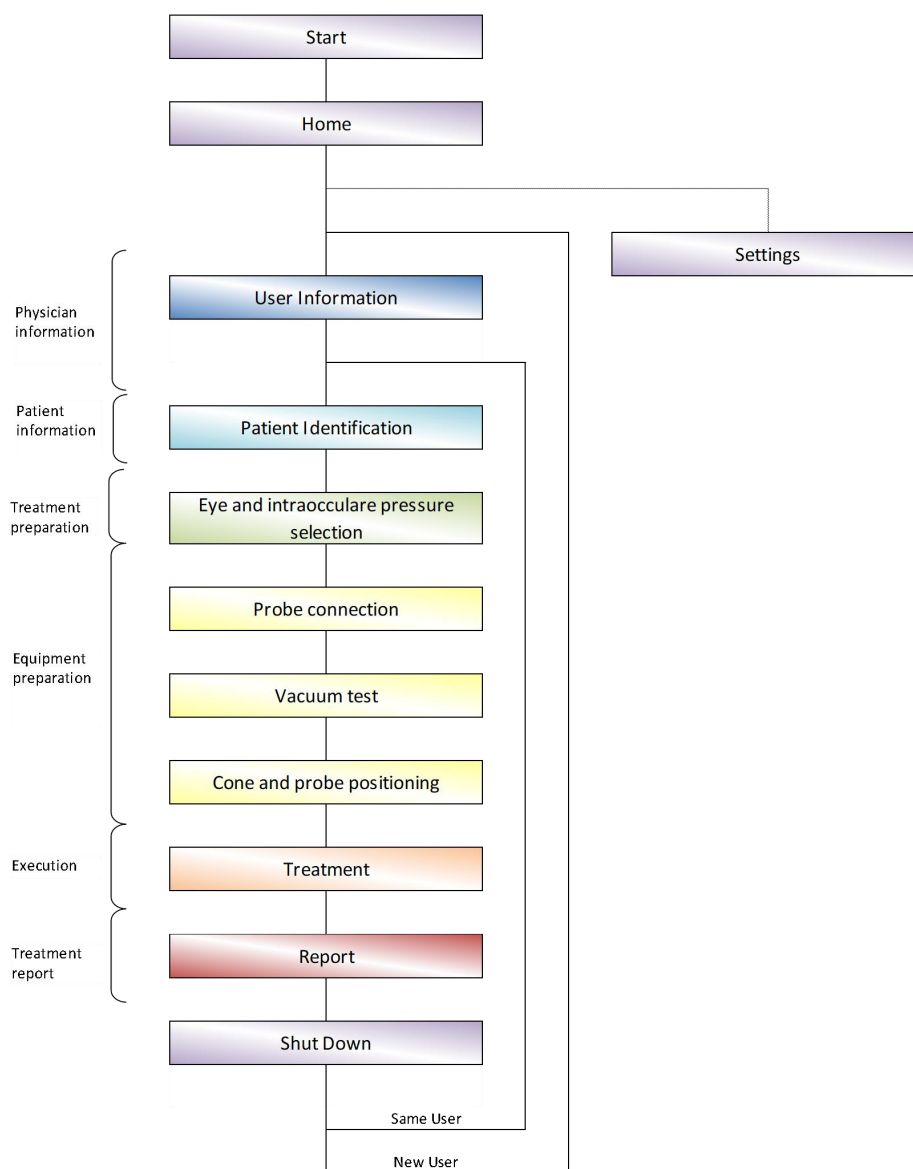 Start
Home
Settings
Physician
information
User Information
Patient
information
Patient Identification
Treatment
preparation
Eye and intraocculare pressure
selection
Probe connection
Equipment
preparation
Vacuum test
Cone and probe positioning
Execution
Treatment
Treatment
report
Report
Shut Down
Same User
New User